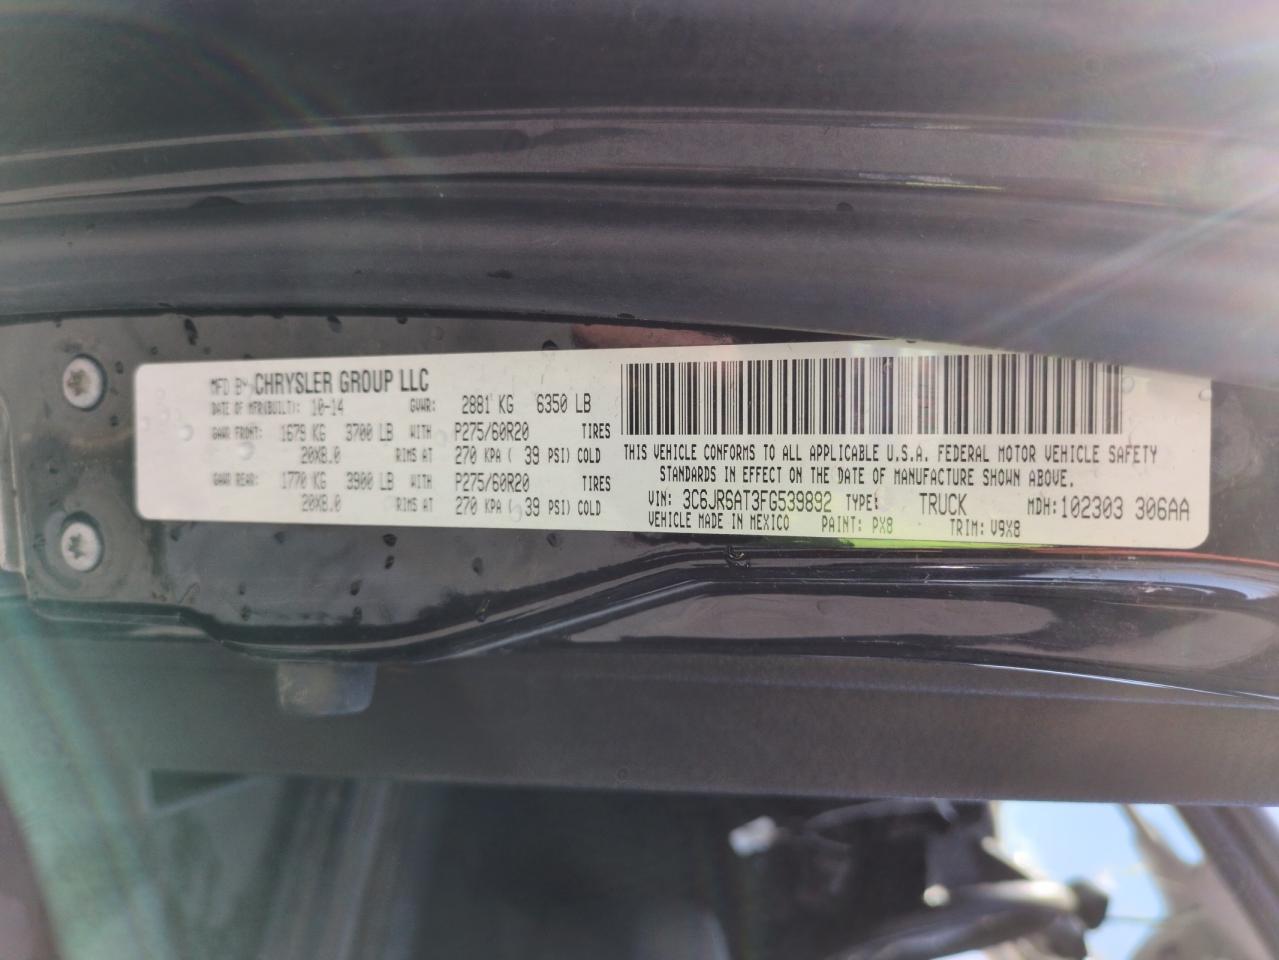 MFD BY CHRYSLER GROUP LLC
DATE OF MFR(BUILT): 10-14 GVWR: 2881 KG 6350 LB
GAWR FRONT: 1679 KG 3700 LB WITH P275/60R20 TIRES
20X8.0 RIMS AT 270 KPA ( 39 PSI) COLD
GAWR REAR: 1770 KG 3900 LB WITH P275/60R20 TIRES
20X8.0 RIMS AT 270 KPA ( 39 PSI) COLD
THIS VEHICLE CONFORMS TO ALL APPLICABLE U.S.A. FEDERAL MOTOR VEHICLE SAFETY
STANDARDS IN EFFECT ON THE DATE OF MANUFACTURE SHOWN ABOVE.
VIN: 3C6JR6AT3FG539892 TYPE: TRUCK MDH: 102303 306AA
VEHICLE MADE IN MEXICO PAINT: PX8 TRIM: V9X8